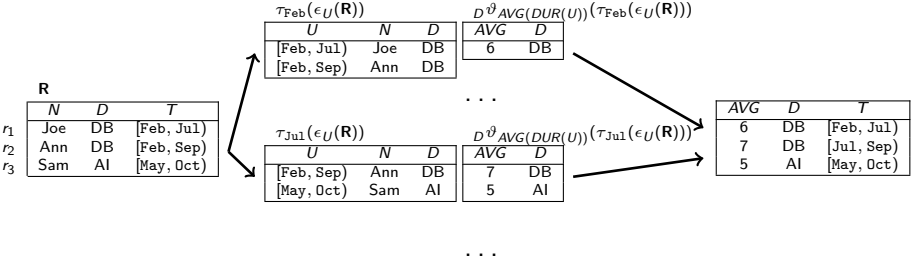 τFeb(ϵU(R))
U N D
[Feb, Jul) Joe DB
[Feb, Sep) Ann DB
DϑAVG(DUR(U))(τFeb(ϵU(R)))
AVG D
6 DB
. . .
R
N D T
r1 Joe DB [Feb, Jul)
r2 Ann DB [Feb, Sep)
r3 Sam AI [May, Oct)
τJul(ϵU(R))
U N D
[Feb, Sep) Ann DB
[May, Oct) Sam AI
DϑAVG(DUR(U))(τJul(ϵU(R)))
AVG D
7 DB
5 AI
AVG D T
6 DB [Feb, Jul)
7 DB [Jul, Sep)
5 AI [May, Oct)
. . .